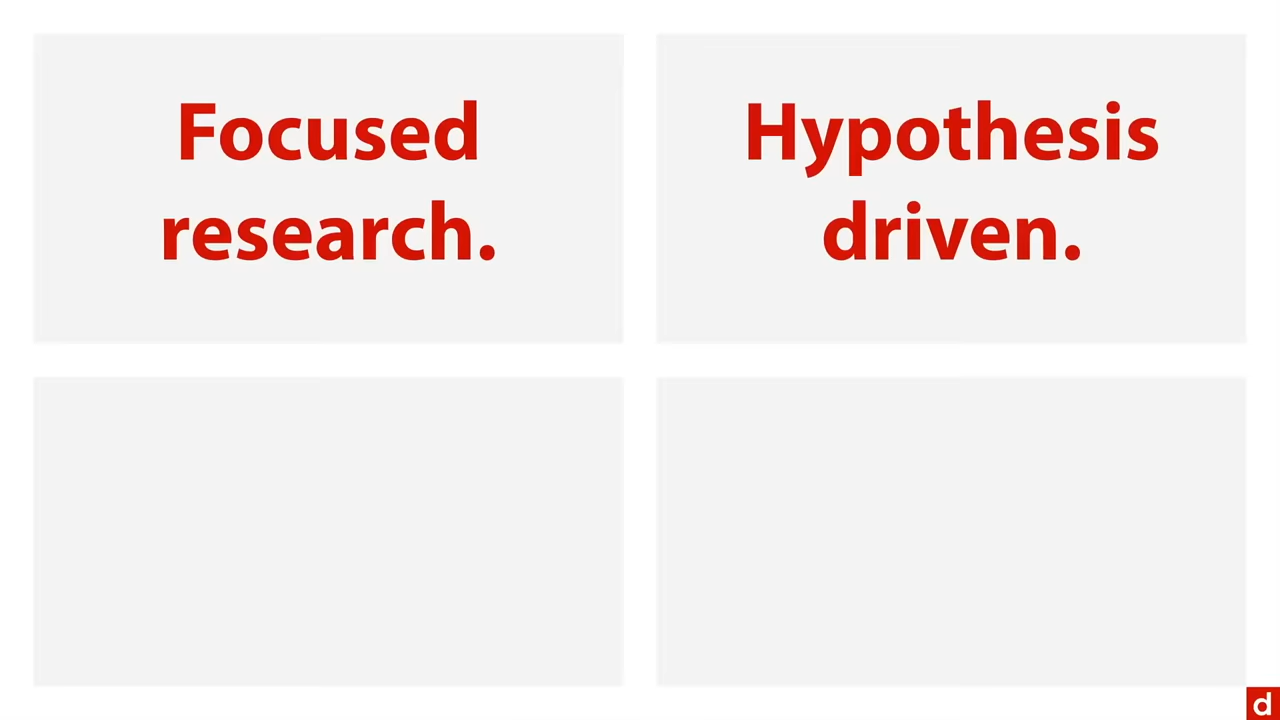 Focused
research.
Hypothesis
driven.
d